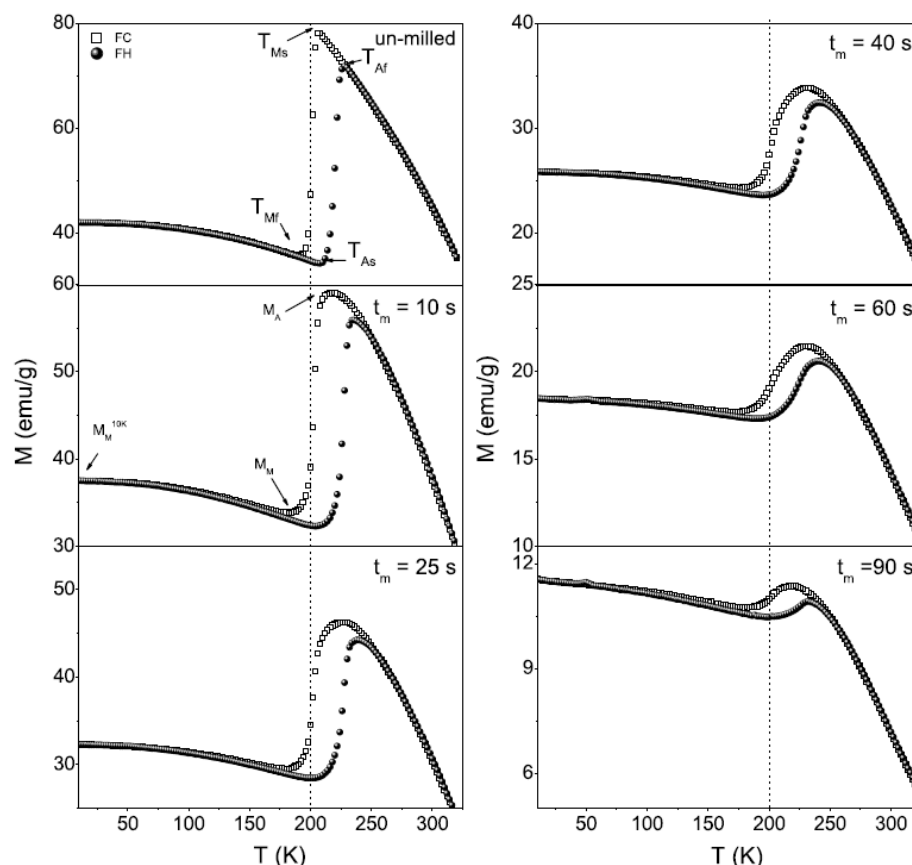 80
60
40
60
50
40
30
50
40
30
M (emu/g)
FC
FH
un-milled
T_Ms
T_Af
T_Mf
T_As
t_m = 10 s
M_A
M_M^10K
M_M
t_m = 25 s
50 100 150 200 250 300
T (K)
40
30
20
25
20
15
10
12
9
6
M (emu/g)
t_m = 40 s
t_m = 60 s
t_m =90 s
50 100 150 200 250 300
T (K)